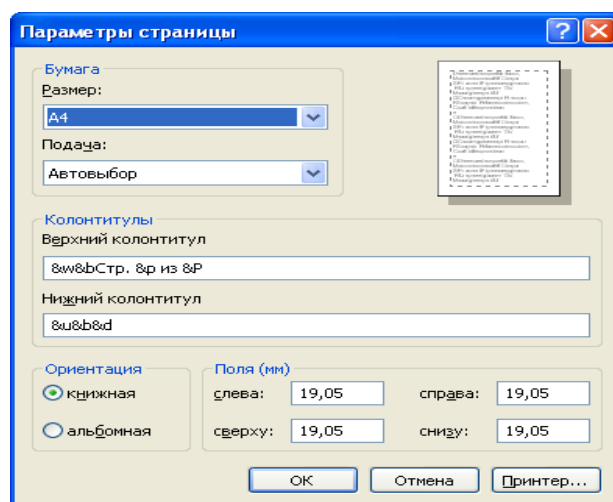 Параметры страницы
Бумага
Размер:
A4
Подача:
Автовыбор
Колонтитулы
Верхний колонтитул
&w&bСтр. &p из &P
Нижний колонтитул
&u&b&d
Ориентация
книжная
альбомная
Поля (мм)
слева: 19,05 справа: 19,05
сверху: 19,05 снизу: 19,05
ОК Отмена Принтер...